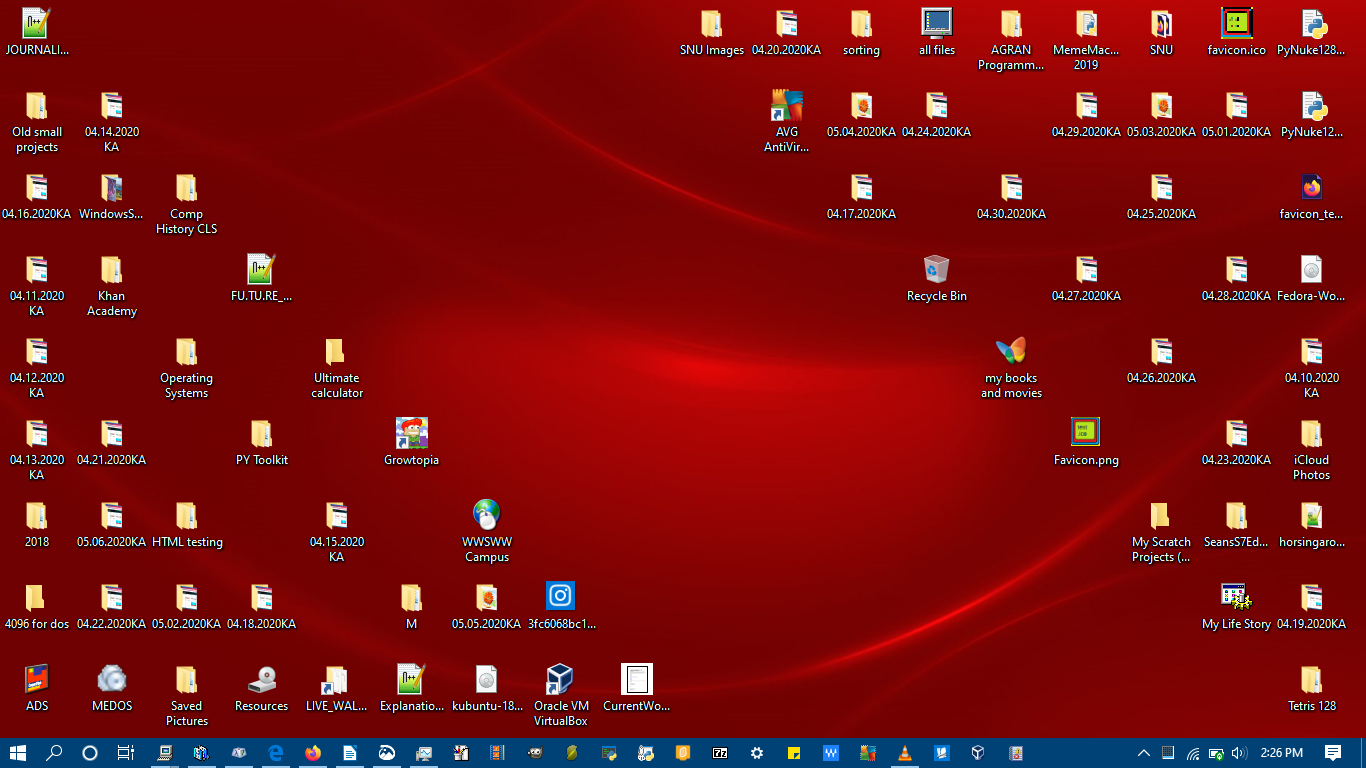 JOURNALI...
SNU Images
04.20.2020KA
sorting
all files
AGRAN
Programm...
MemeMac...
2019
SNU
favicon.ico
PyNuke128...
Old small
projects
04.14.2020
KA
AVG
AntiVir...
05.04.2020KA
04.24.2020KA
04.29.2020KA
05.03.2020KA
05.01.2020KA
PyNuke12...
04.16.2020KA
WindowsS...
Comp
History CLS
04.17.2020KA
04.30.2020KA
04.25.2020KA
favicon_te...
04.11.2020
KA
Khan
Academy
FU.TU.RE_...
Recycle Bin
04.27.2020KA
04.28.2020KA
Fedora-Wo...
04.12.2020
KA
Operating
Systems
Ultimate
calculator
my books
and movies
04.26.2020KA
04.10.2020
KA
04.13.2020
KA
04.21.2020KA
PY Toolkit
Growtopia
Favicon.png
04.23.2020KA
iCloud
Photos
2018
05.06.2020KA
HTML testing
04.15.2020
KA
WWSWW
Campus
My Scratch
Projects (...
SeansS7Ed...
horsingaro...
4096 for dos
04.22.2020KA
05.02.2020KA
04.18.2020KA
M
05.05.2020KA
3fc6068bc1...
My Life Story
04.19.2020KA
ADS
MEDOS
Saved
Pictures
Resources
LIVE_WAL...
Explanatio...
kubuntu-18...
Oracle VM
VirtualBox
CurrentWo...
Tetris 128
2:26 PM